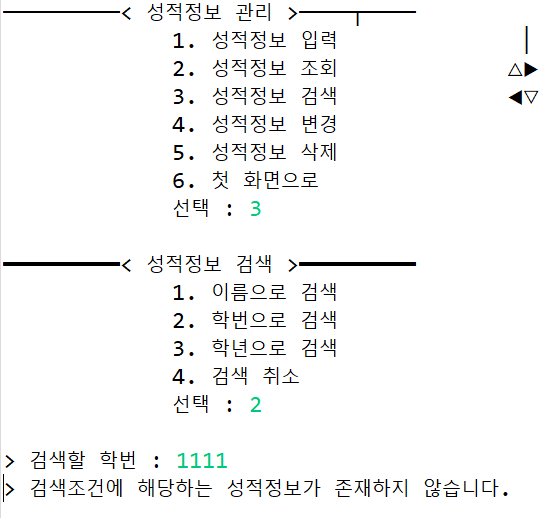 < 성적정보 관리 >
1. 성적정보 입력
2. 성적정보 조회
3. 성적정보 검색
4. 성적정보 변경
5. 성적정보 삭제
6. 첫 화면으로
선택 : 3
< 성적정보 검색 >
1. 이름으로 검색
2. 학번으로 검색
3. 학년으로 검색
4. 검색 취소
선택 : 2
> 검색할 학번 : 1111
> 검색조건에 해당하는 성적정보가 존재하지 않습니다.